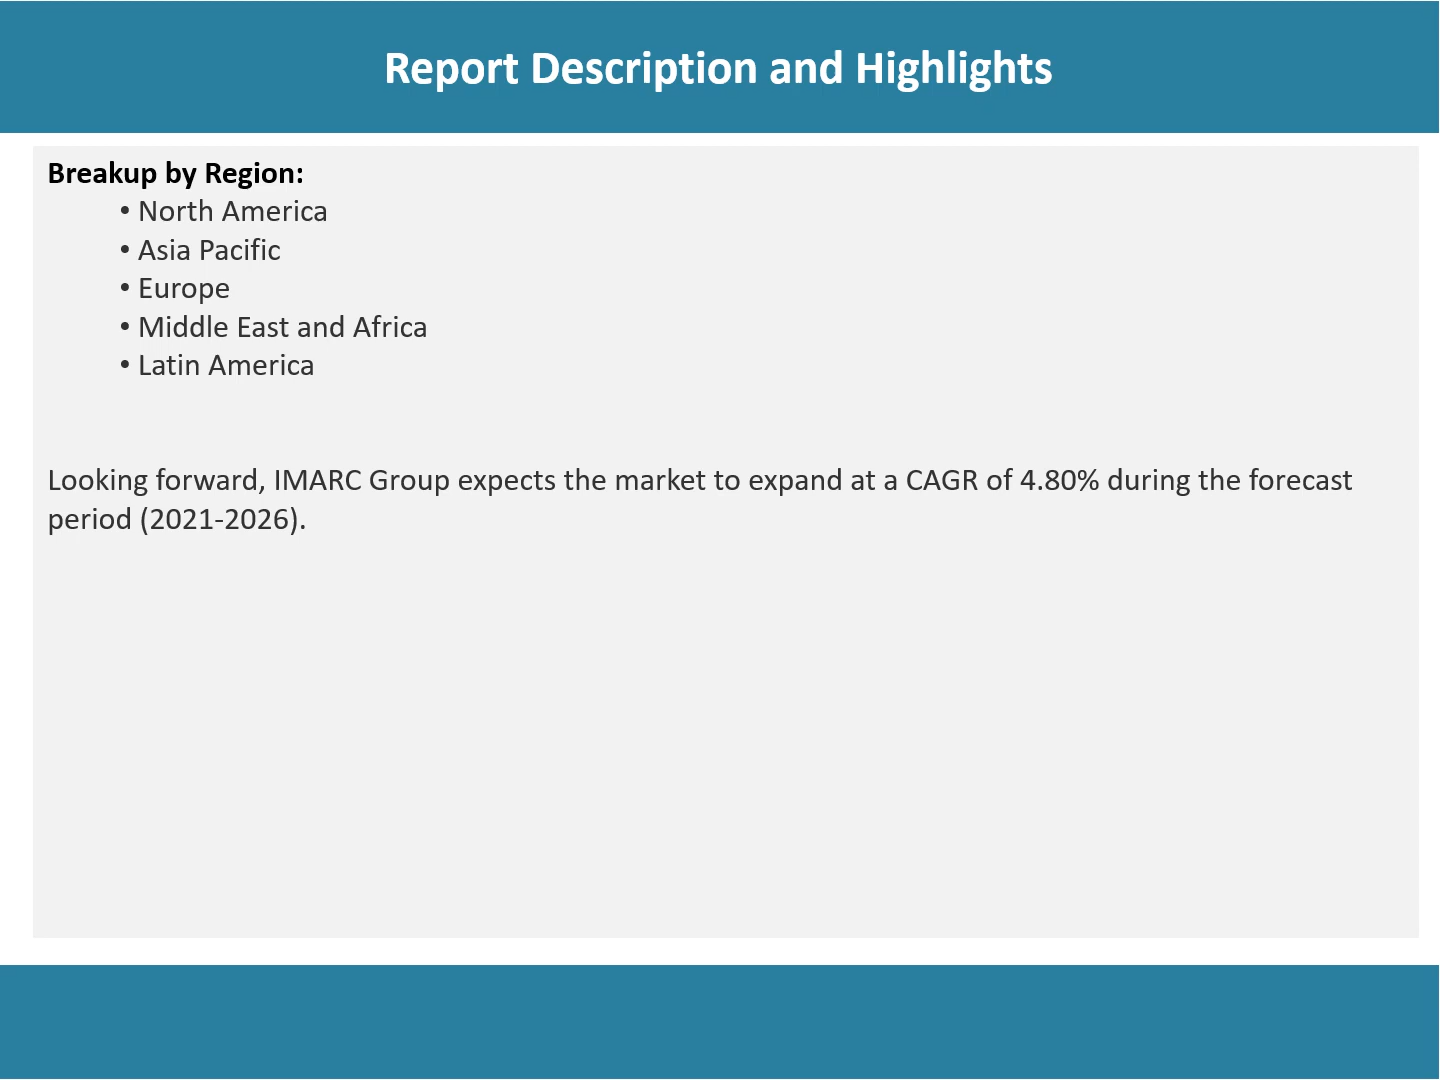 Report Description and Highlights
Breakup by Region:
• North America
• Asia Pacific
• Europe
• Middle East and Africa
• Latin America
Looking forward, IMARC Group expects the market to expand at a CAGR of 4.80% during the forecast
period (2021-2026).